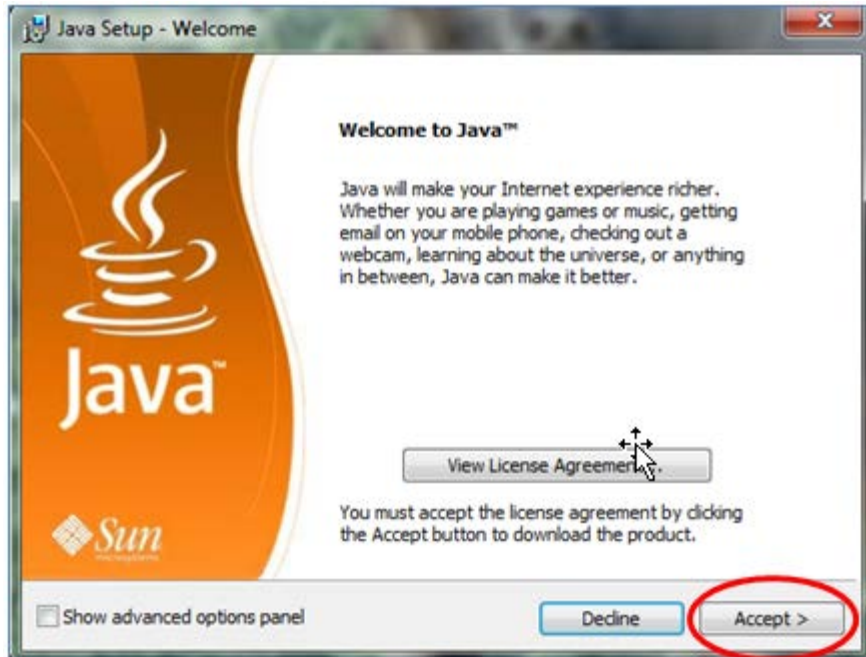 Java Setup - Welcome
Welcome to Java™
Java will make your Internet experience richer.
Whether you are playing games or music, getting
email on your mobile phone, checking out a
webcam, learning about the universe, or anything
in between, Java can make it better.
Java™
View License Agreemen
You must accept the license agreement by clicking
the Accept button to download the product.
Sun
microsystems
Show advanced options panel
Decline
Accept >